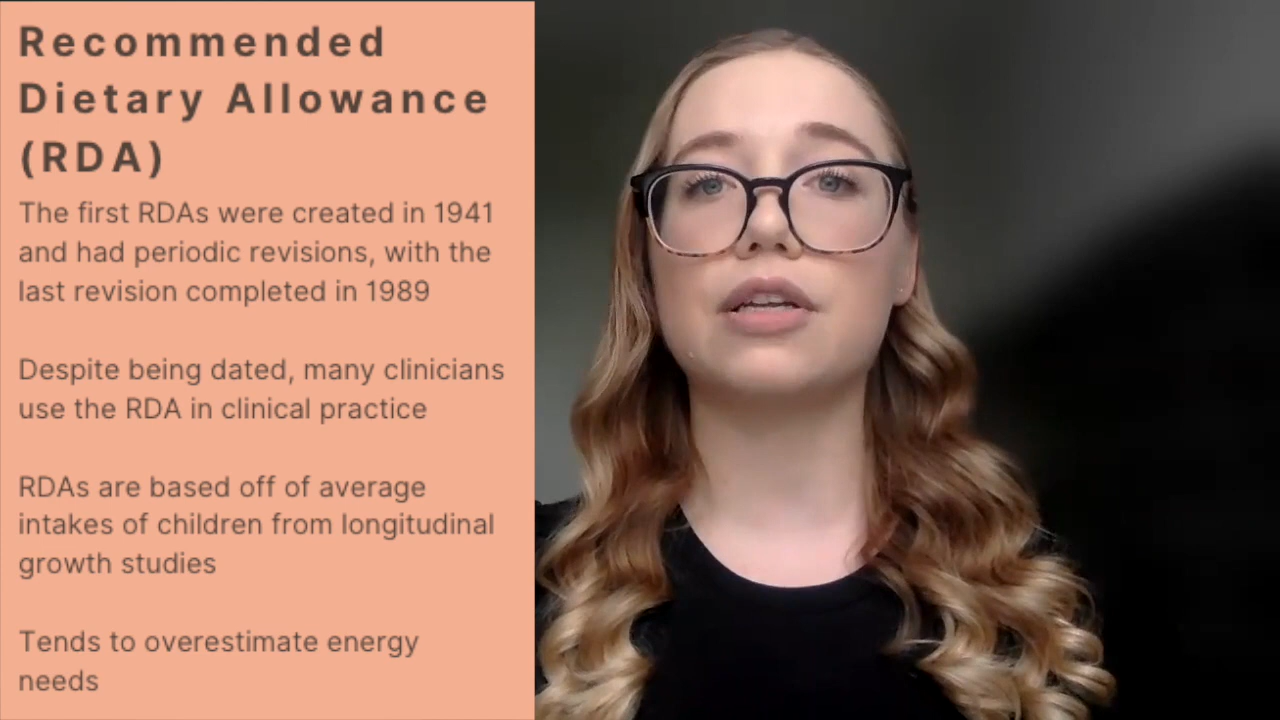 Recommended
Dietary Allowance
(RDA)
The first RDAs were created in 1941
and had periodic revisions, with the
last revision completed in 1989
Despite being dated, many clinicians
use the RDA in clinical practice
RDAs are based off of average
intakes of children from longitudinal
growth studies
Tends to overestimate energy
needs